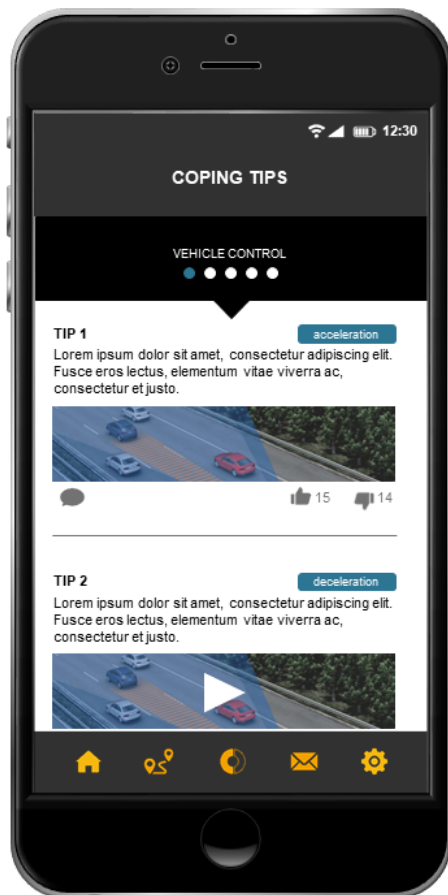 12:30
COPING TIPS
VEHICLE CONTROL
TIP 1
acceleration
Lorem ipsum dolor sit amet, consectetur adipiscing elit.
Fusce eros lectus, elementum vitae viverra ac,
consectetur et justo.
15
14
TIP 2
deceleration
Lorem ipsum dolor sit amet, consectetur adipiscing elit.
Fusce eros lectus, elementum vitae viverra ac,
consectetur et justo.